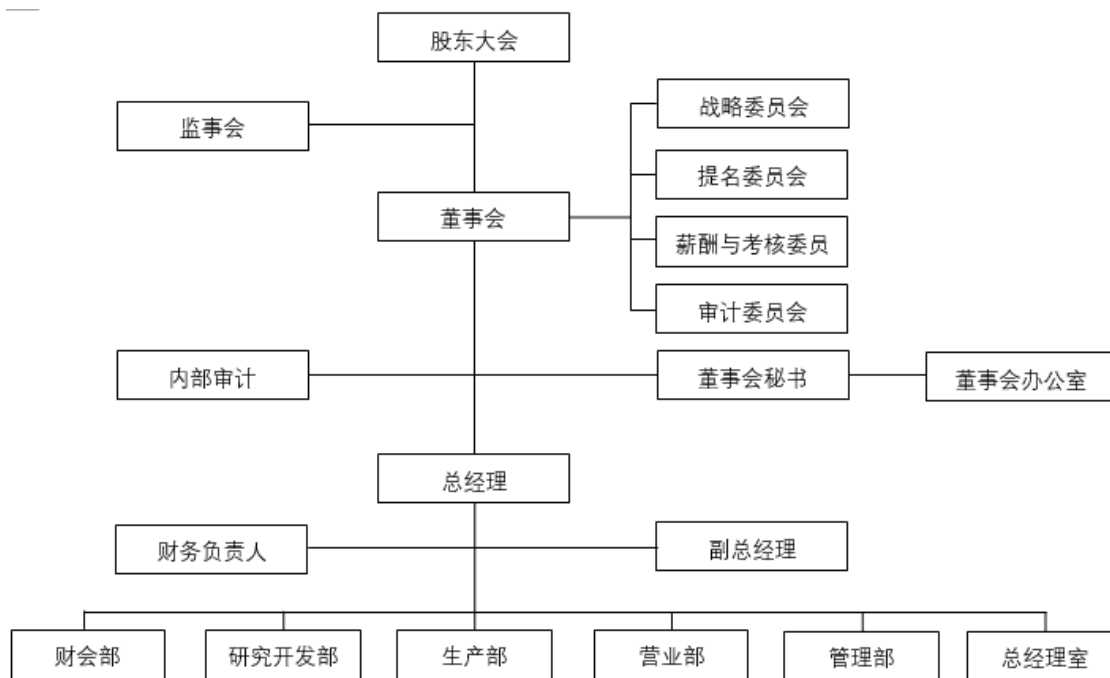 股东大会
战略委员会
监事会
提名委员会
董事会
薪酬与考核委员
审计委员会
内部审计
董事会秘书
董事会办公室
总经理
财务负责人
副总经理
财会部
研究开发部
生产部
营业部
管理部
总经理室